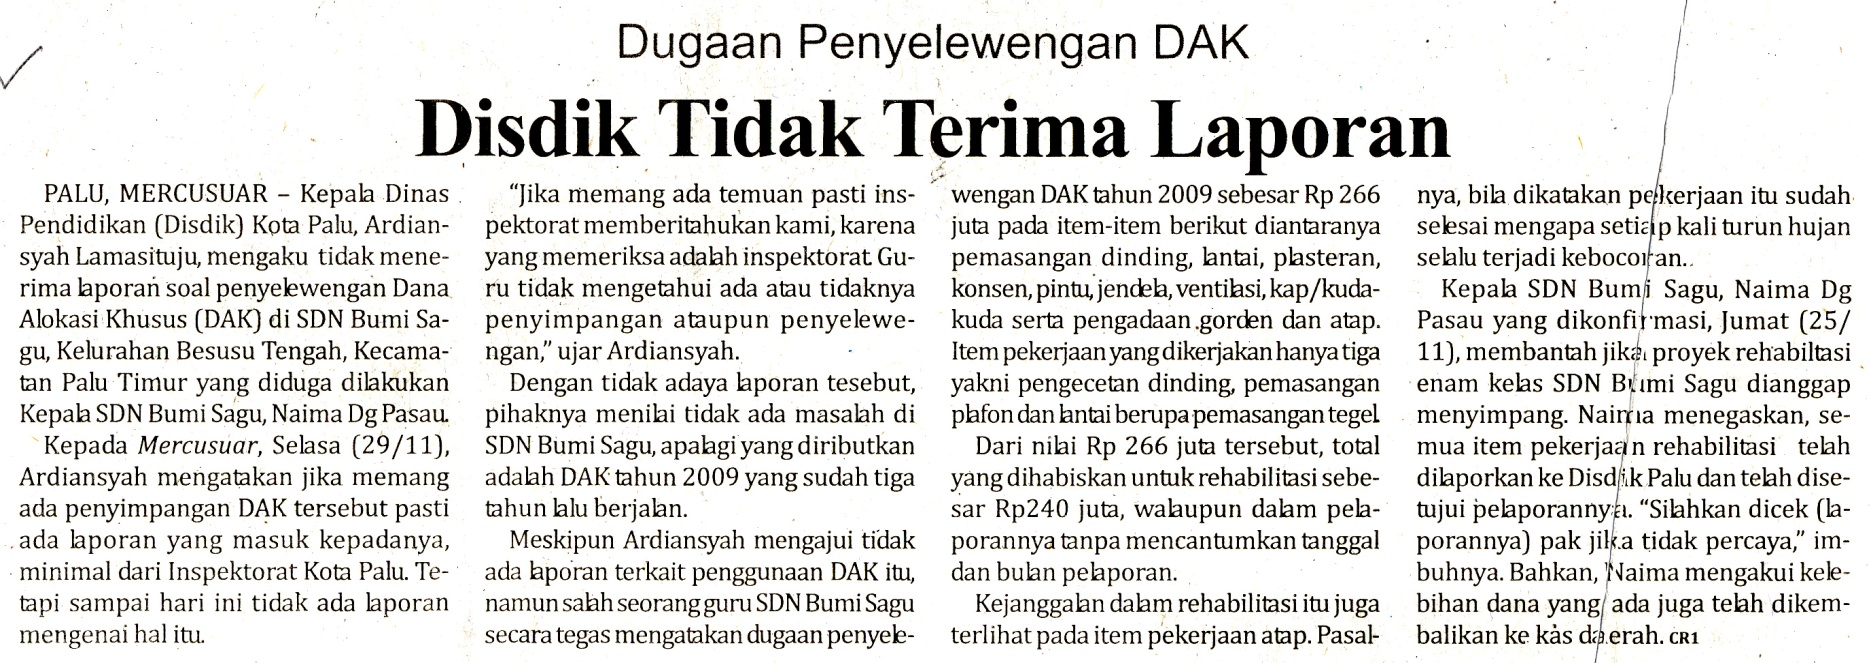 Dugaan Penyelewengan DAK
Disdik Tidak Terima Laporan
PALU, MERCUSUAR – Kepala Dinas
Pendidikan (Disdik) Kota Palu, Ardian-
syah Lamasituju, mengaku tidak mene-
rima laporan soal penyelewengan Dana
Alokasi Khusus (DAK) di SDN Bumi Sa-
gu, Kelurahan Besusu Tengah, Kecama-
tan Palu Timur yang diduga dilakukan
Kepala SDN Bumi Sagu, Naima Dg Pasau.
Kepada Mercusuar, Selasa (29/11),
Ardiansyah mengatakan jika memang
ada penyimpangan DAK tersebut pasti
ada laporan yang masuk kepadanya,
minimal dari Inspektorat Kota Palu. Te-
tapi sampai hari ini tidak ada laporan
mengenai hal itu.
“Jika memang ada temuan pasti ins-
pektorat memberitahukan kami, karena
yang memeriksa adalah inspektorat. Gu-
ru tidak mengetahui ada atau tidaknya
penyimpangan ataupun penyelewe-
ngan,” ujar Ardiansyah.
Dengan tidak adaya laporan tesebut,
pihaknya menilai tidak ada masalah di
SDN Bumi Sagu, apalagi yang diributkan
adalah DAK tahun 2009 yang sudah tiga
tahun lalu berjalan.
Meskipun Ardiansyah mengajui tidak
ada laporan terkait penggunaan DAK itu,
namun salah seorang guru SDN Bumi Sagu
secara tegas mengatakan dugaan penyele-
wengan DAK tahun 2009 sebesar Rp 266
juta pada item-item berikut diantaranya
pemasangan dinding, lantai, plasteran,
konsen, pintu, jendela, ventilasi, kap/kuda-
kuda serta pengadaan gorden dan atap.
Item pekerjaan yang dikerjakan hanya tiga
yakni pengecetan dinding, pemasangan
plafon dan lantai berupa pemasangan tegel.
Dari nilai Rp 266 juta tersebut, total
yang dihabiskan untuk rehabilitasi sebe-
sar Rp240 juta, walaupun dalam pela-
porannya tanpa mencantumkan tanggal
dan bulan pelaporan.
Kejanggalan dalam rehabilitasi itu juga
terlihat pada item pekerjaan atap. Pasal-
nya, bila dikatakan pekerjaan itu sudah
selesai mengapa setiap kali turun hujan
selalu terjadi kebocoran..
Kepala SDN Bumi Sagu, Naima Dg
Pasau yang dikonfirmasi, Jumat (25/
11), membantah jika proyek rehabiltasi
enam kelas SDN Bumi Sagu dianggap
menyimpang. Naima menegaskan, se-
mua item pekerjaan rehabilitasi telah
dilaporkan ke Disdik Palu dan telah dise-
tujui pelaporannya. “Silahkan dicek (la-
porannya) pak jika tidak percaya,” im-
buhnya. Bahkan, Naima mengakui kele-
bihan dana yang ada juga telah dikem-
balikan ke kas daerah. CR1